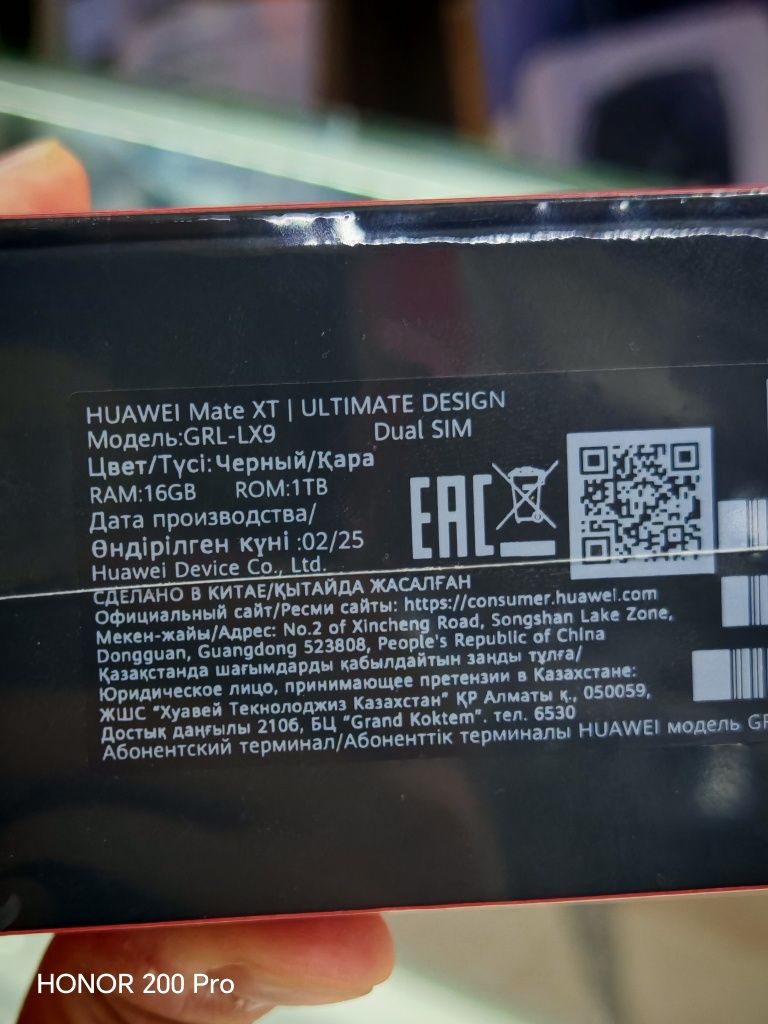 HUAWEI Mate XT | ULTIMATE DESIGN
Модель:GRL-LX9 Dual SIM
Цвет/Түсі:Черный/Қара
RAM:16GB ROM:1TB
Дата производства/
Өндірілген күні :02/25
EAC
Huawei Device Co., Ltd.
СДЕЛАНО В КИТАЕ/ҚЫТАЙДА ЖАСАЛҒАН
Официальный сайт/Ресми сайты: https://consumer.huawei.com
Мекен-жайы/Адрес: No.2 of Xincheng Road, Songshan Lake Zone,
Dongguan, Guangdong 523808, People's Republic of China
Қазақстанда шағымдарды қабылдайтын заңды тұлға/
Юридическое лицо, принимающее претензии в Казахстане:
ЖШС "Хуавей Текнолоджиз Казахстан" ҚР Алматы қ., 050059,
Достық даңғылы 210б, БЦ "Grand Koktem". тел. 6530
Абонентский терминал/Абоненттік терминалы HUAWEI модель GR
HONOR 200 Pro